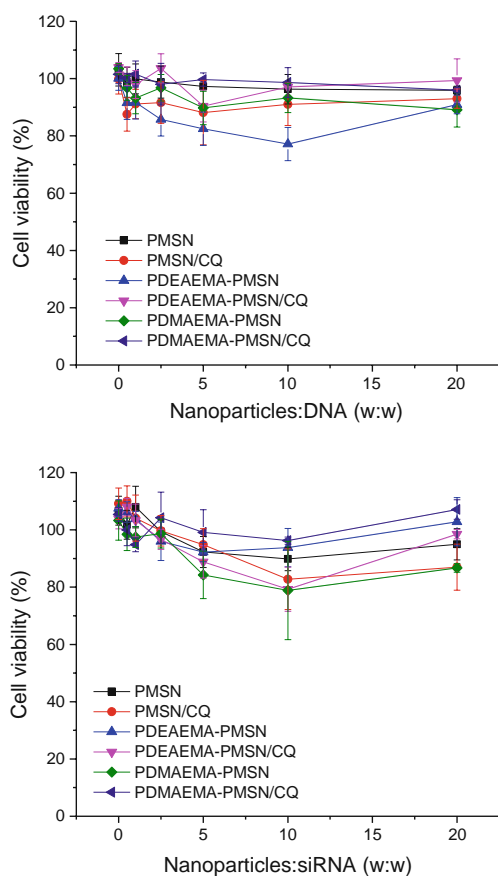 120
100
80
60
40
20
0
Cell viability (%)
PMSN
PMSN/CQ
PDEAEMA-PMSN
PDEAEMA-PMSN/CQ
PDMAEMA-PMSN
PDMAEMA-PMSN/CQ
0 5 10 15 20
Nanoparticles:DNA (w:w)
120
100
80
60
40
20
0
Cell viability (%)
PMSN
PMSN/CQ
PDEAEMA-PMSN
PDEAEMA-PMSN/CQ
PDMAEMA-PMSN
PDMAEMA-PMSN/CQ
0 5 10 15 20
Nanoparticles:siRNA (w:w)